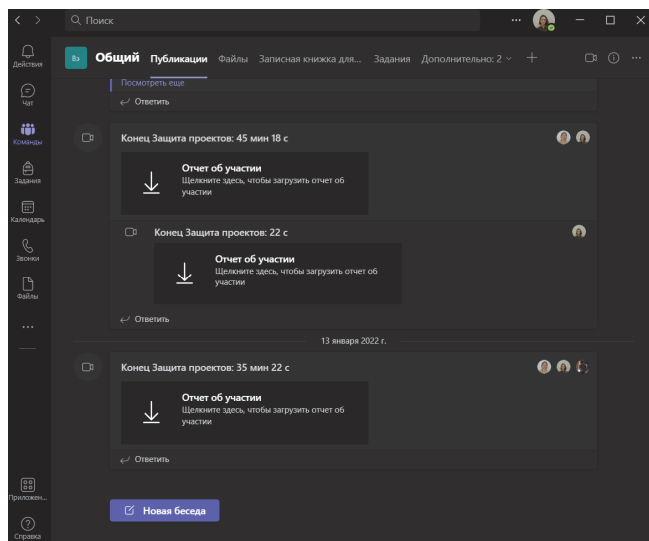 Поиск
Действия
Чат
Команды
Задания
Календарь
Звонки
Файлы
Приложен...
Справка
Вэ Общий Публикации Файлы Записная книжка для... Задания Дополнительно: 2
Посмотреть еще
Ответить
Конец Защита проектов: 45 мин 18 с
Отчет об участии
Щелкните здесь, чтобы загрузить отчет об
участии
Конец Защита проектов: 22 с
Отчет об участии
Щелкните здесь, чтобы загрузить отчет об
участии
Ответить
13 января 2022 г.
Конец Защита проектов: 35 мин 22 с
Отчет об участии
Щелкните здесь, чтобы загрузить отчет об
участии
Ответить
Новая беседа